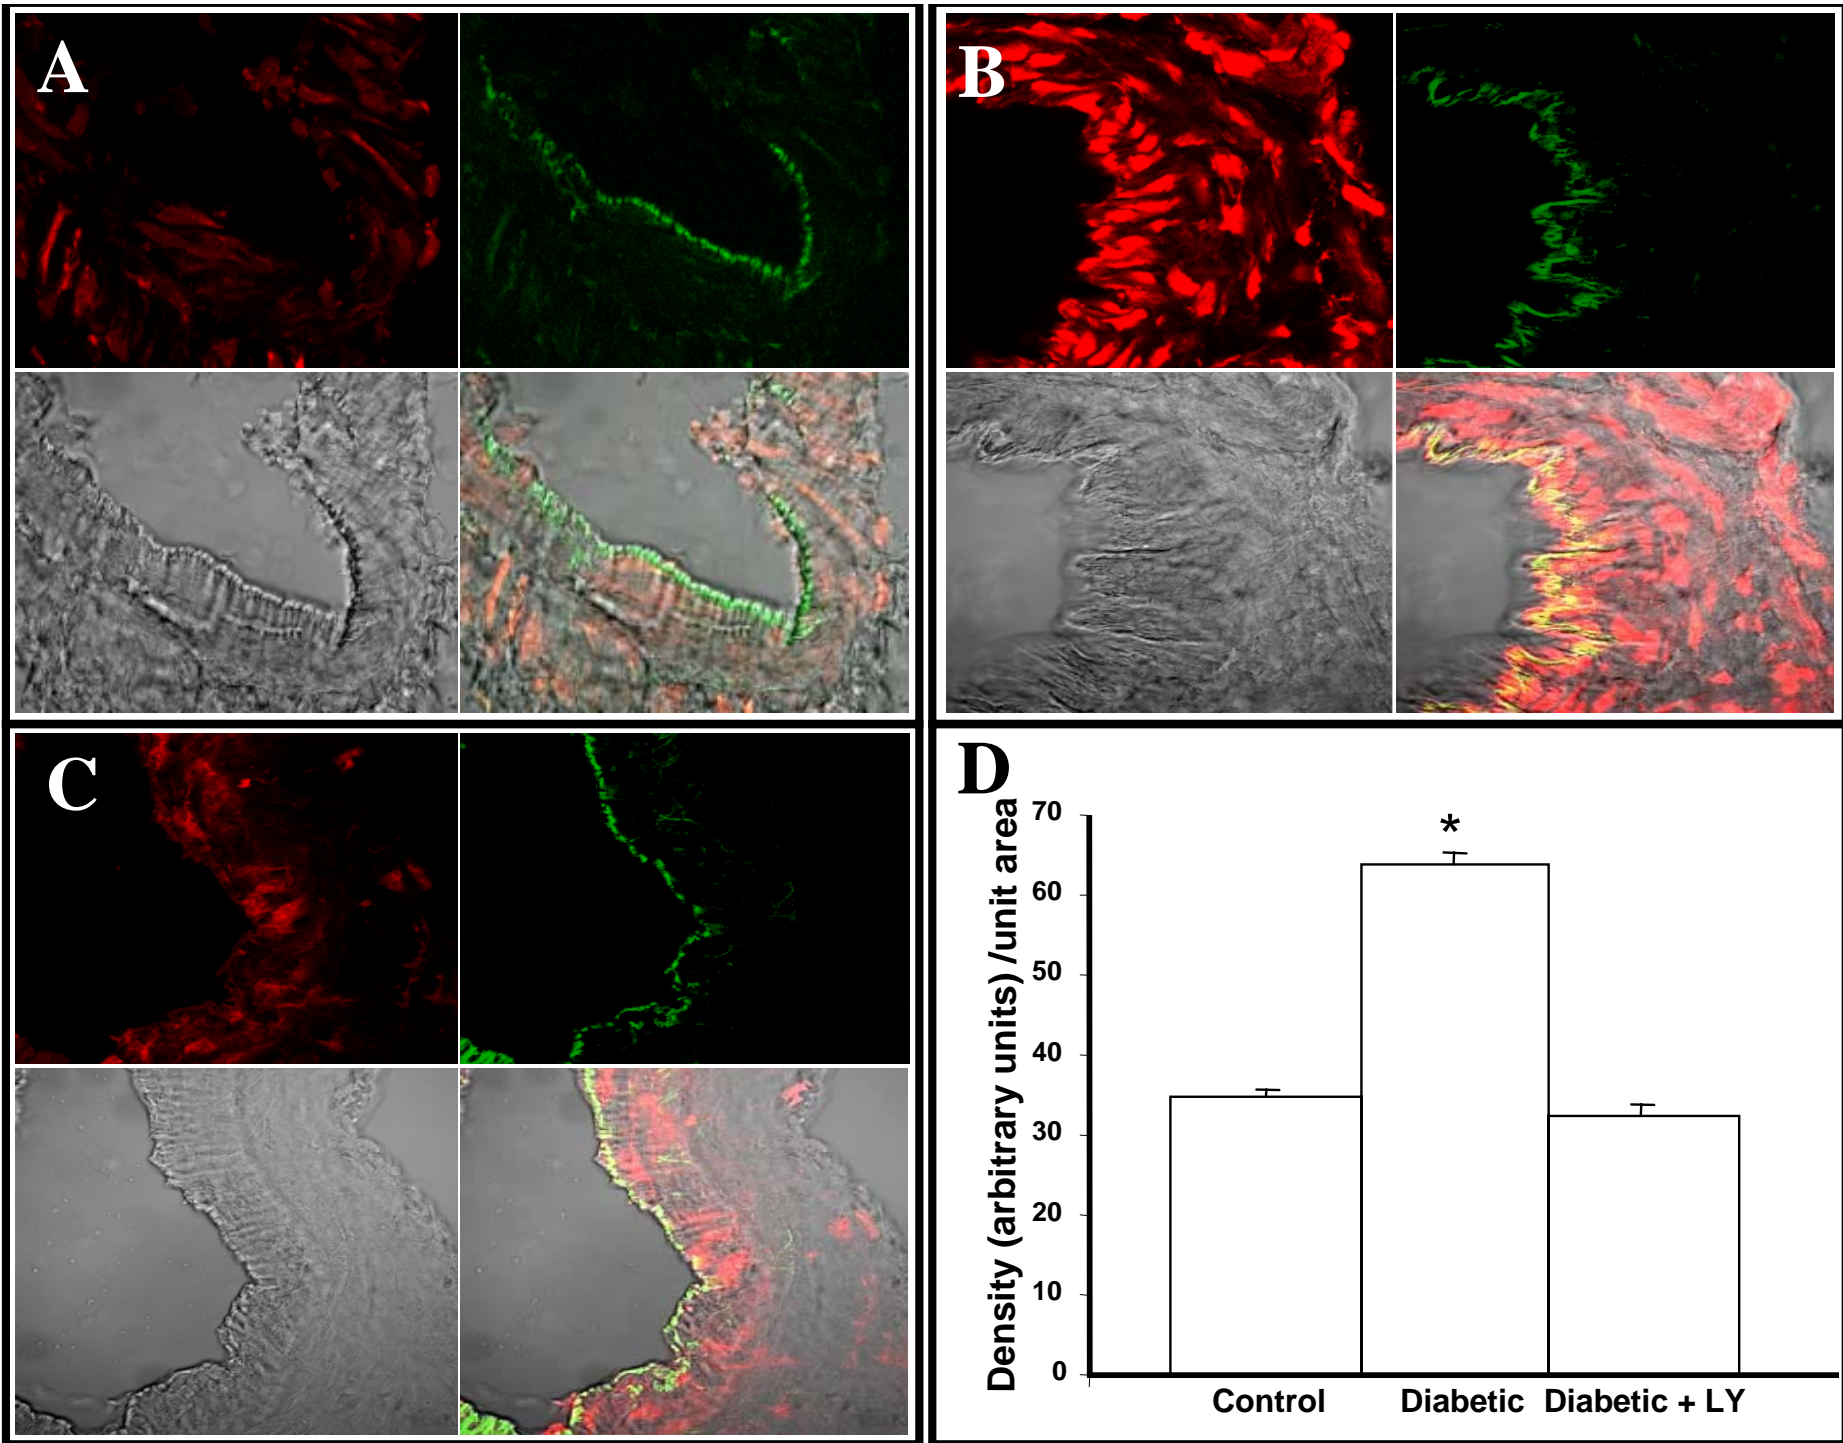 A
B
C
D
Density (arbitrary units) /unit area
70
60
50
40
30
20
10
0
*
Control
Diabetic
Diabetic + LY